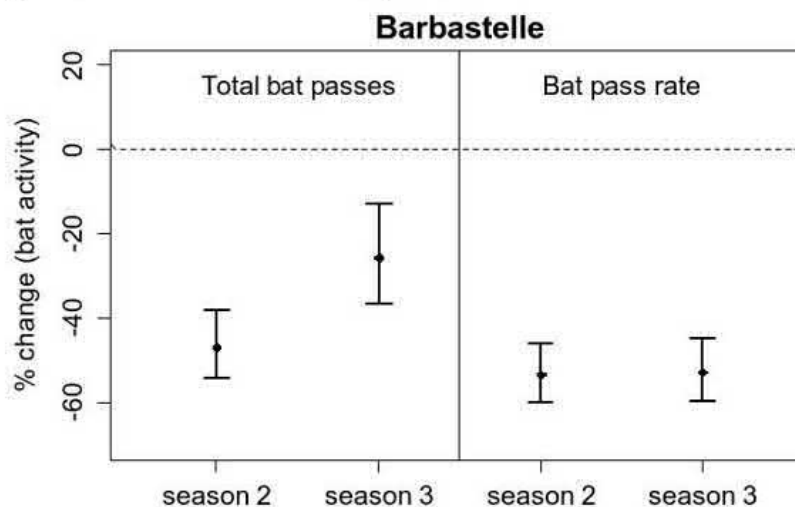 Barbastelle
Total bat passes
Bat pass rate
% change (bat activity)
20
0
-20
-40
-60
season 2
season 3
season 2
season 3